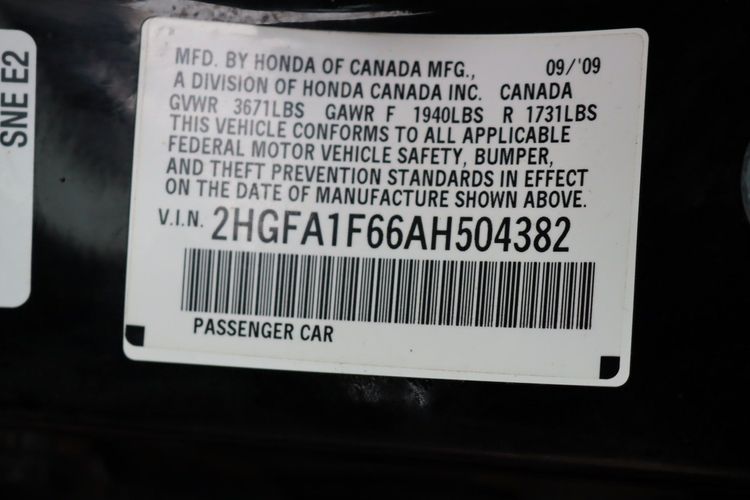 SNE E2
MFD. BY HONDA OF CANADA MFG., 09/'09
A DIVISION OF HONDA CANADA INC. CANADA
GVWR 3671LBS GAWR F 1940LBS R 1731LBS
THIS VEHICLE CONFORMS TO ALL APPLICABLE
FEDERAL MOTOR VEHICLE SAFETY, BUMPER,
AND THEFT PREVENTION STANDARDS IN EFFECT
ON THE DATE OF MANUFACTURE SHOWN ABOVE.
V.I.N. 2HGFA1F66AH504382
PASSENGER CAR